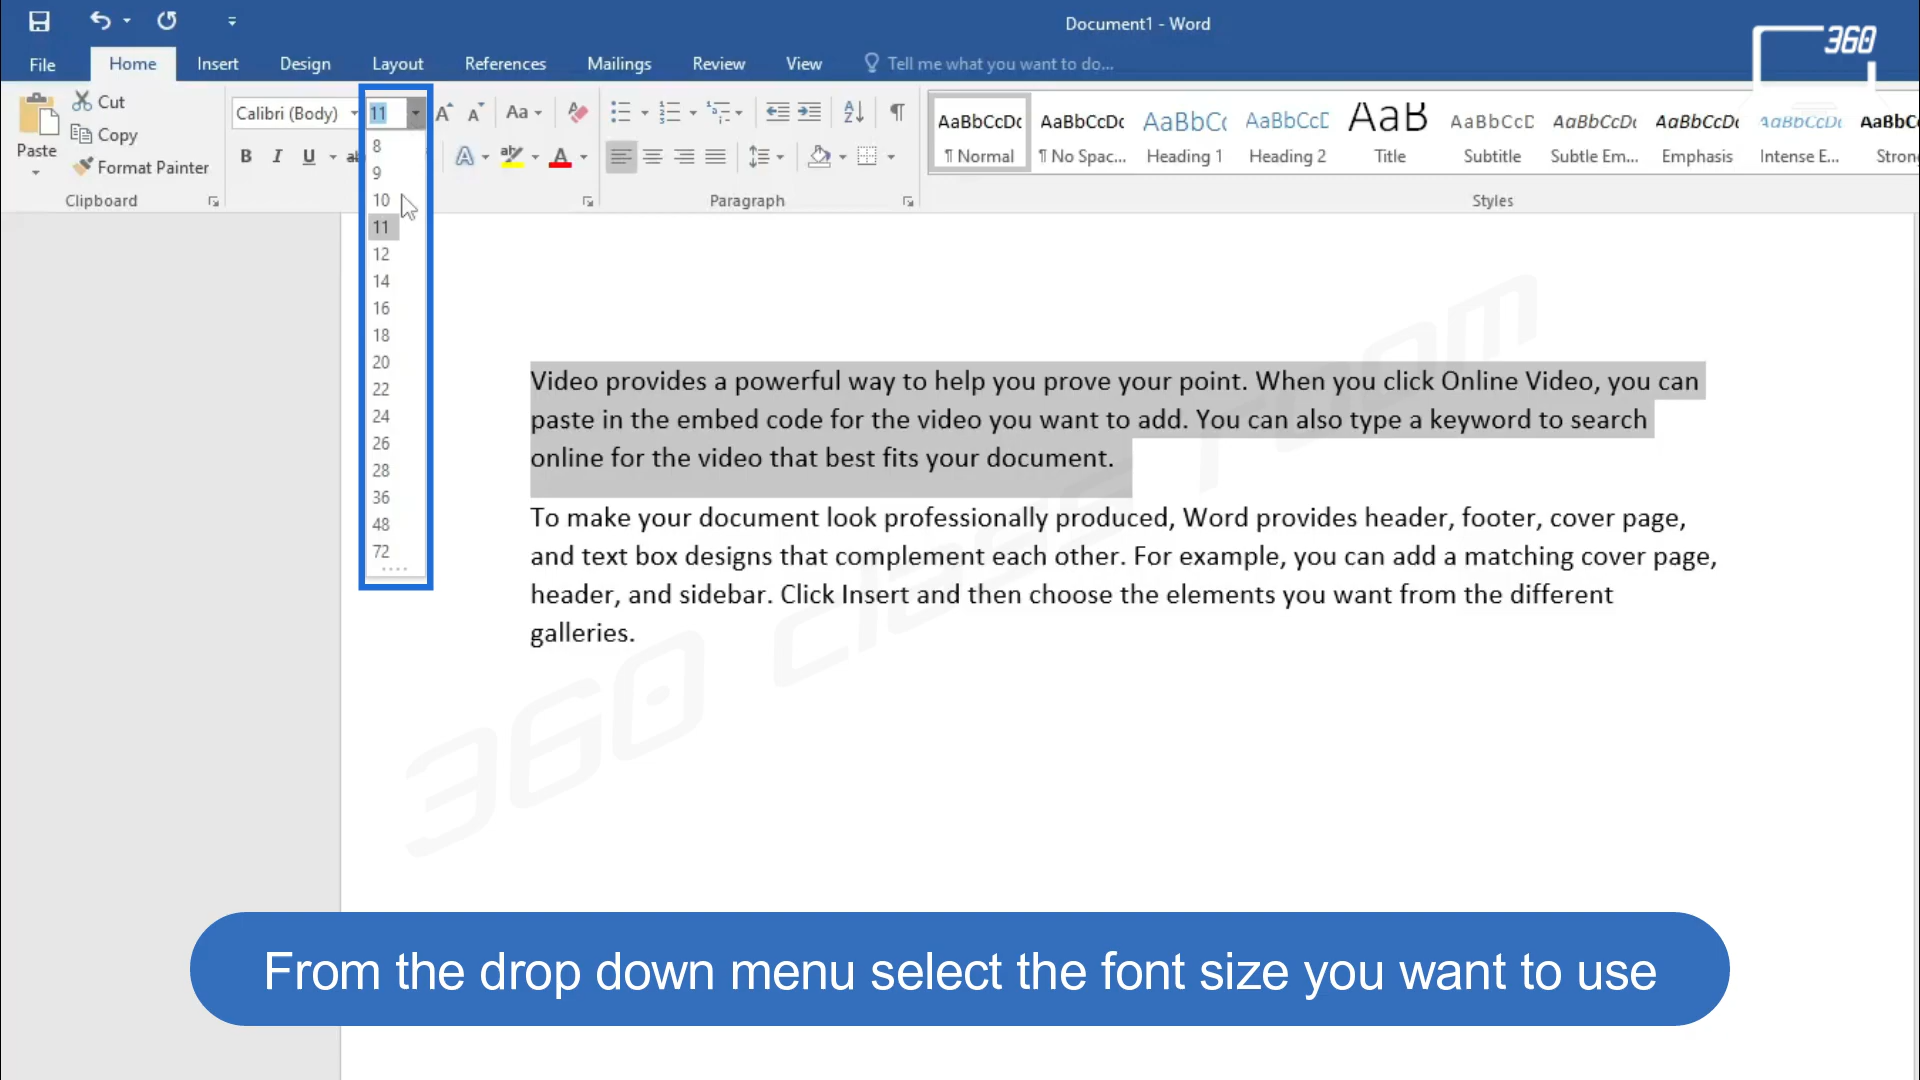 Document1 - Word
360
File Home Insert Design Layout References Mailings Review View Tell me what you want to do...
Cut
Copy
Format Painter
Paste
Clipboard
Calibri (Body) 11
Aa
B I U ab A ab A
8
9
10
11
12
14
16
18
20
22
24
26
28
36
48
72
Paragraph
AaBbCcDc AaBbCcDc AaBbCc AaBbCcD AaB AaBbCcD AaBbCcDc AaBbCcDc AaBbCcDc AaBbCc
¶ Normal ¶ No Spac... Heading 1 Heading 2 Title Subtitle Subtle Em... Emphasis Intense E... Stron
Styles
Video provides a powerful way to help you prove your point. When you click Online Video, you can
paste in the embed code for the video you want to add. You can also type a keyword to search
online for the video that best fits your document.
To make your document look professionally produced, Word provides header, footer, cover page,
and text box designs that complement each other. For example, you can add a matching cover page,
header, and sidebar. Click Insert and then choose the elements you want from the different
galleries.
360 class room
From the drop down menu select the font size you want to use